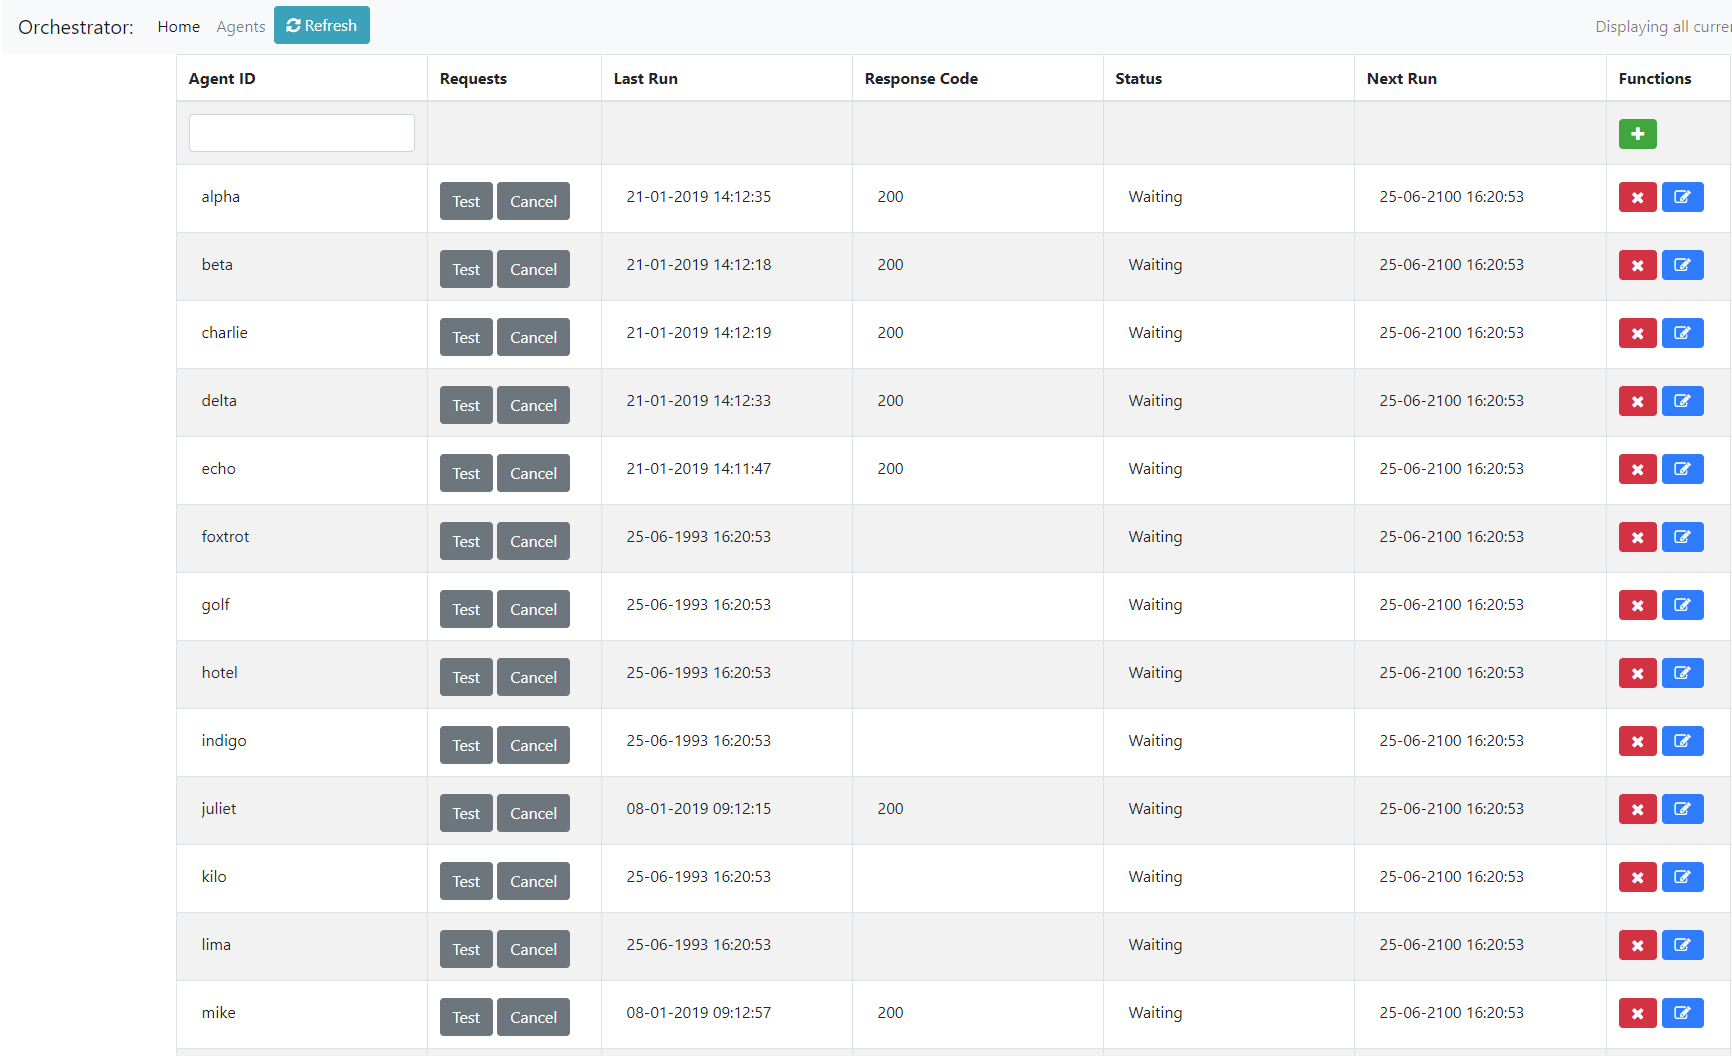 Orchestrator: Home Agents Refresh Displaying all curre
Agent ID Requests Last Run Response Code Status Next Run Functions
alpha Test Cancel 21-01-2019 14:12:35 200 Waiting 25-06-2100 16:20:53
beta Test Cancel 21-01-2019 14:12:18 200 Waiting 25-06-2100 16:20:53
charlie Test Cancel 21-01-2019 14:12:19 200 Waiting 25-06-2100 16:20:53
delta Test Cancel 21-01-2019 14:12:33 200 Waiting 25-06-2100 16:20:53
echo Test Cancel 21-01-2019 14:11:47 200 Waiting 25-06-2100 16:20:53
foxtrot Test Cancel 25-06-1993 16:20:53 Waiting 25-06-2100 16:20:53
golf Test Cancel 25-06-1993 16:20:53 Waiting 25-06-2100 16:20:53
hotel Test Cancel 25-06-1993 16:20:53 Waiting 25-06-2100 16:20:53
indigo Test Cancel 25-06-1993 16:20:53 Waiting 25-06-2100 16:20:53
juliet Test Cancel 08-01-2019 09:12:15 200 Waiting 25-06-2100 16:20:53
kilo Test Cancel 25-06-1993 16:20:53 Waiting 25-06-2100 16:20:53
lima Test Cancel 25-06-1993 16:20:53 Waiting 25-06-2100 16:20:53
mike Test Cancel 08-01-2019 09:12:57 200 Waiting 25-06-2100 16:20:53